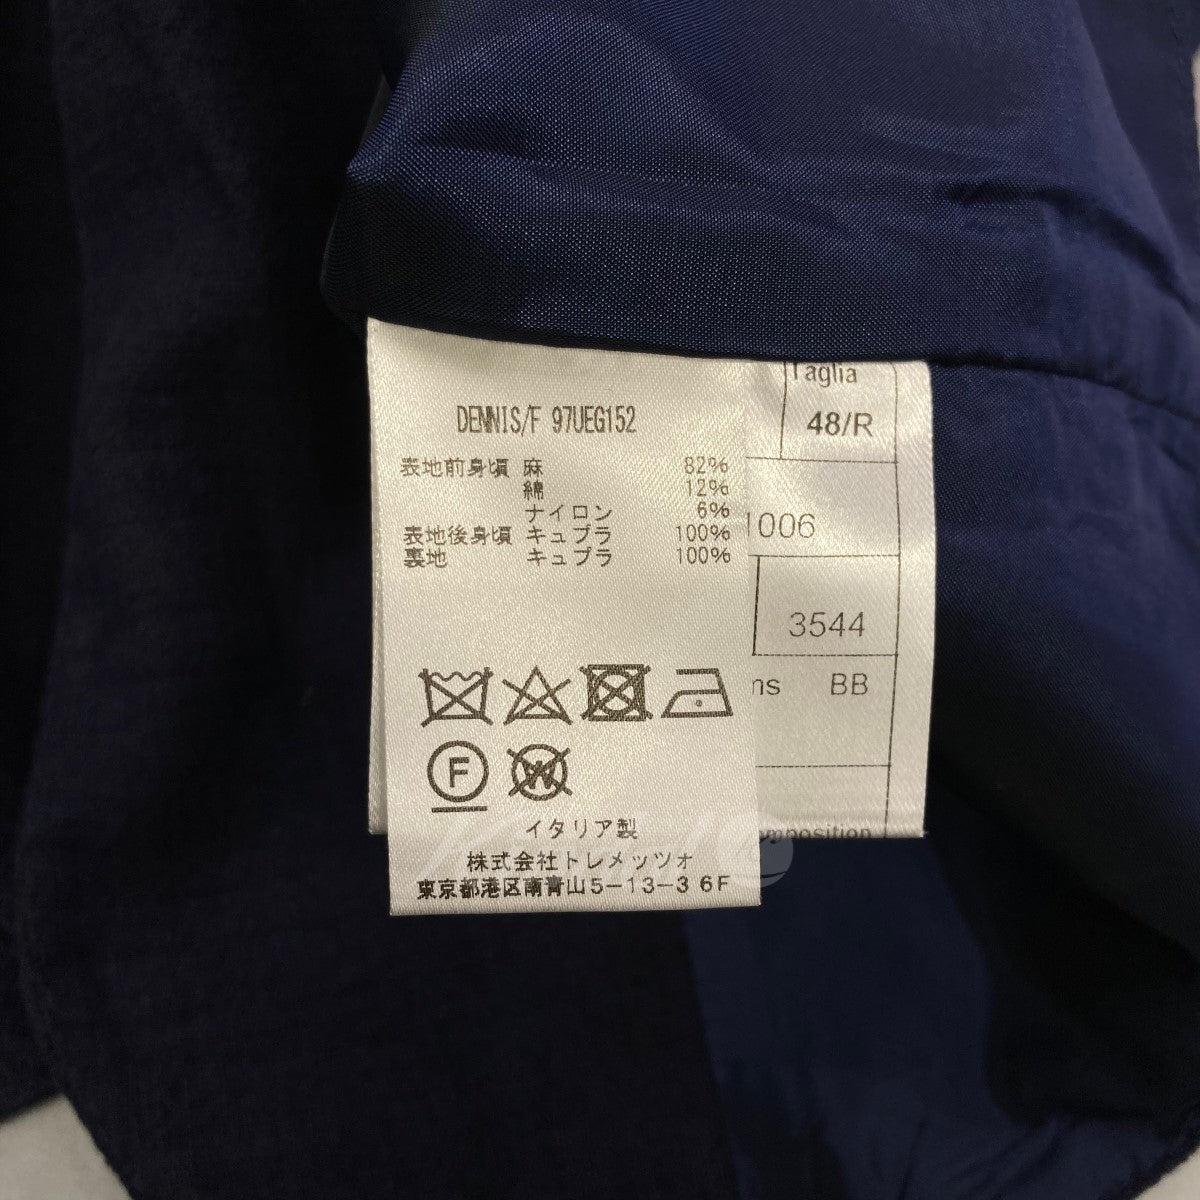 DENNIS/F 97UEG152
表地前身頃 麻 82%
綿 12%
ナイロン 6%
表地後身頃 キュプラ 100%
裏地 キュプラ 100%
F
W
イタリア製
株式会社トレメッツォ
東京都港区南青山5-13-3 6F
Taglia
48/R
1006
3544
ns BB
mposition